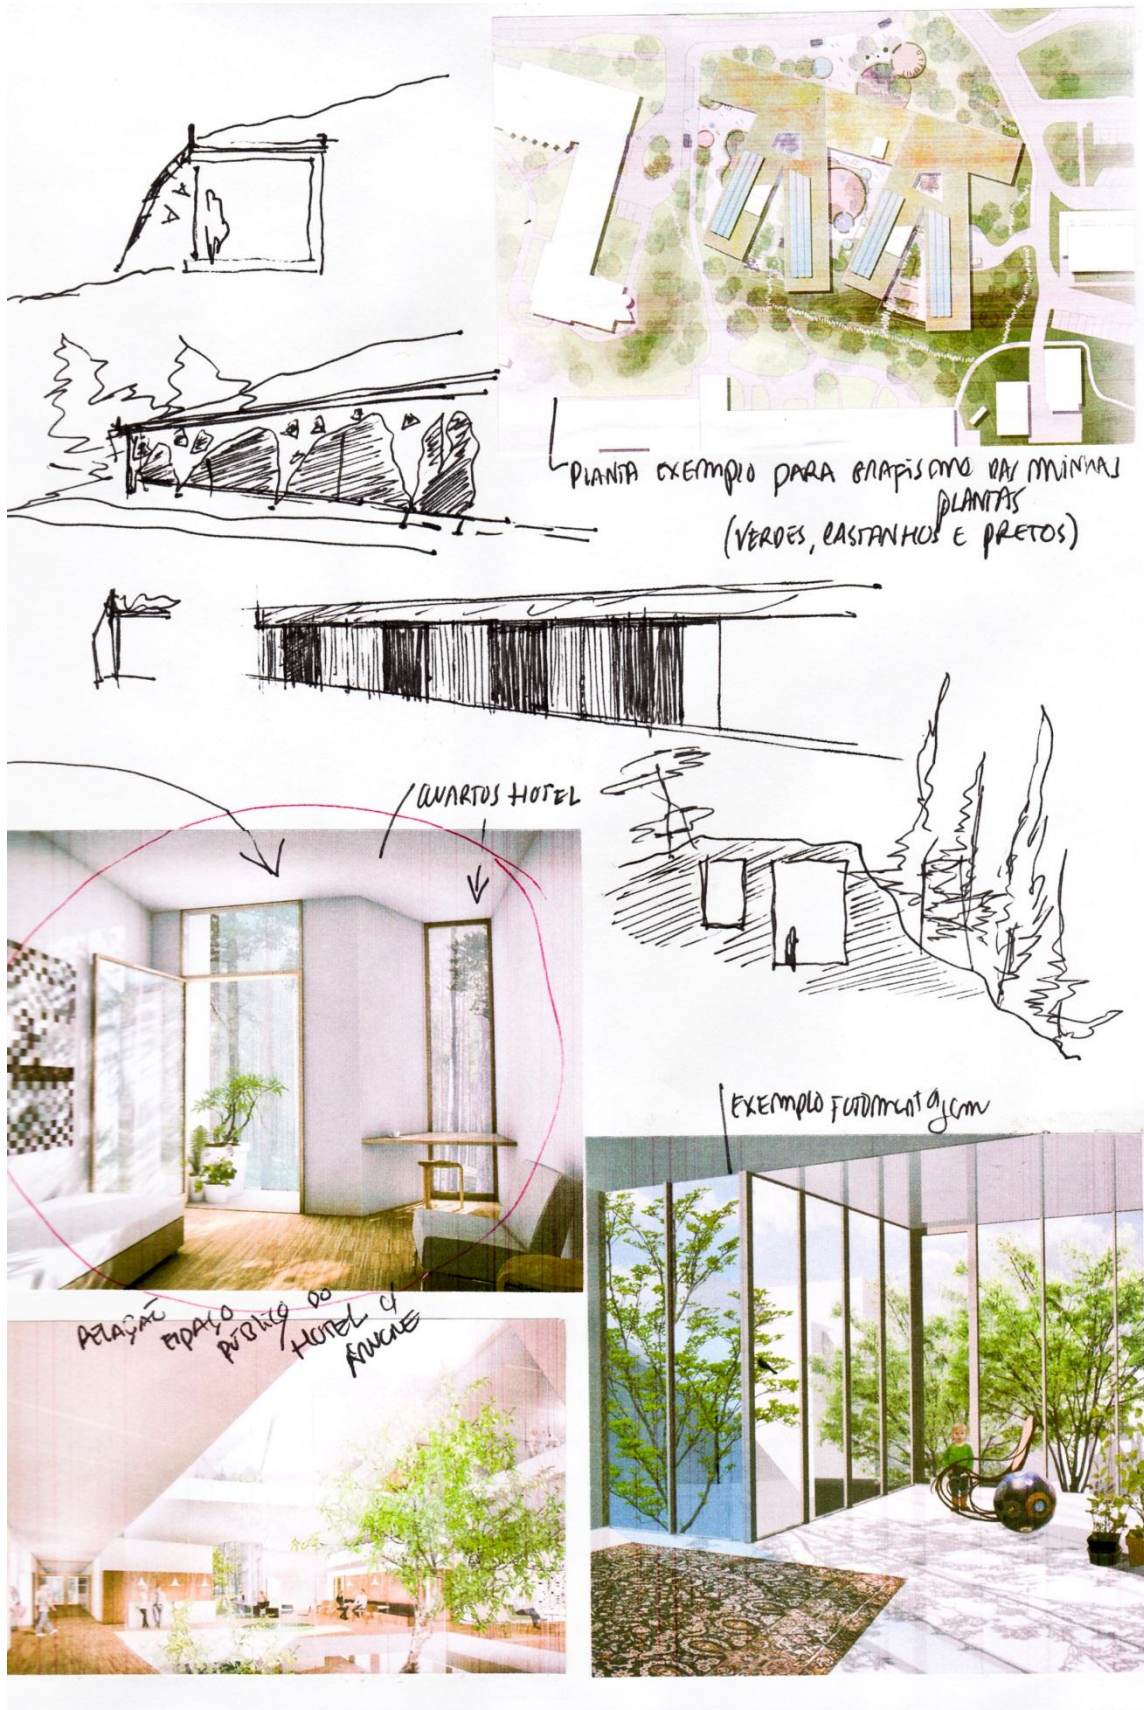 PLANTA EXEMPLO PARA GRAFISMO DAS MINHAS
PLANTAS
(VERDES, CASTANHOS E PRETOS)
QUARTOS HOTEL
EXEMPLO FOTOMONTAgem
RELAÇÃO ESPAÇO PÚBLICO DO
HOTEL C/
ÁRVORE